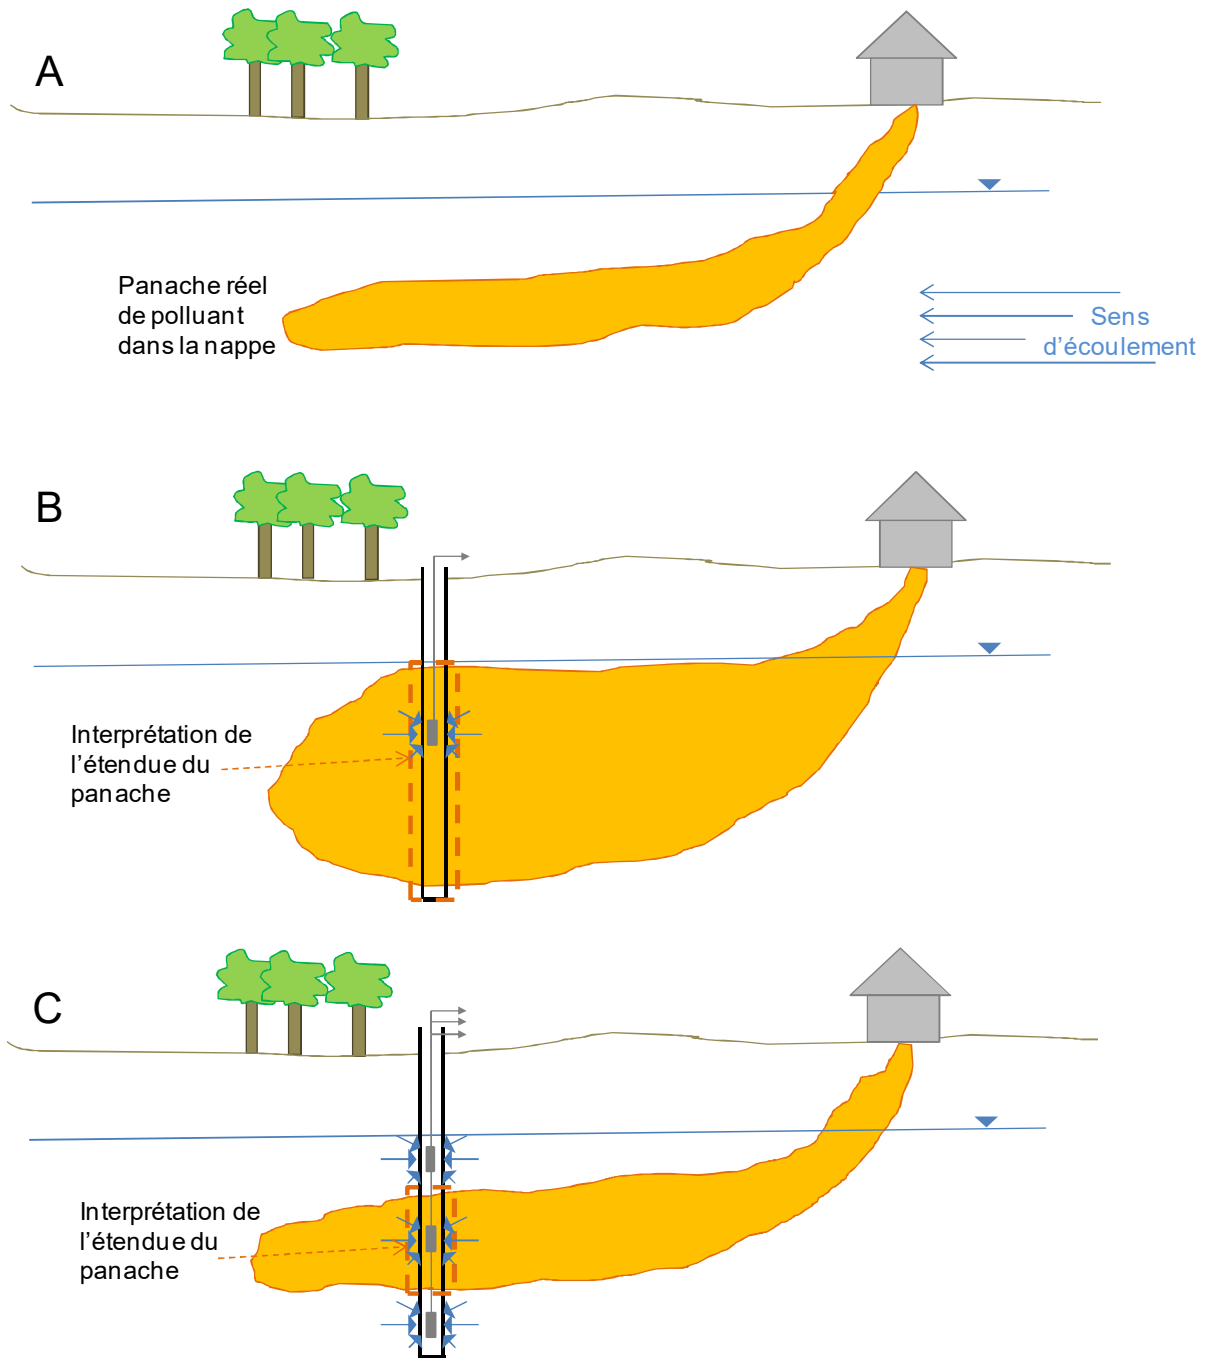 A
Panache réel
de polluant
dans la nappe
Sens
d'écoulement
B
Interprétation de
l'étendue du
panache
C
Interprétation de
l'étendue du
panache